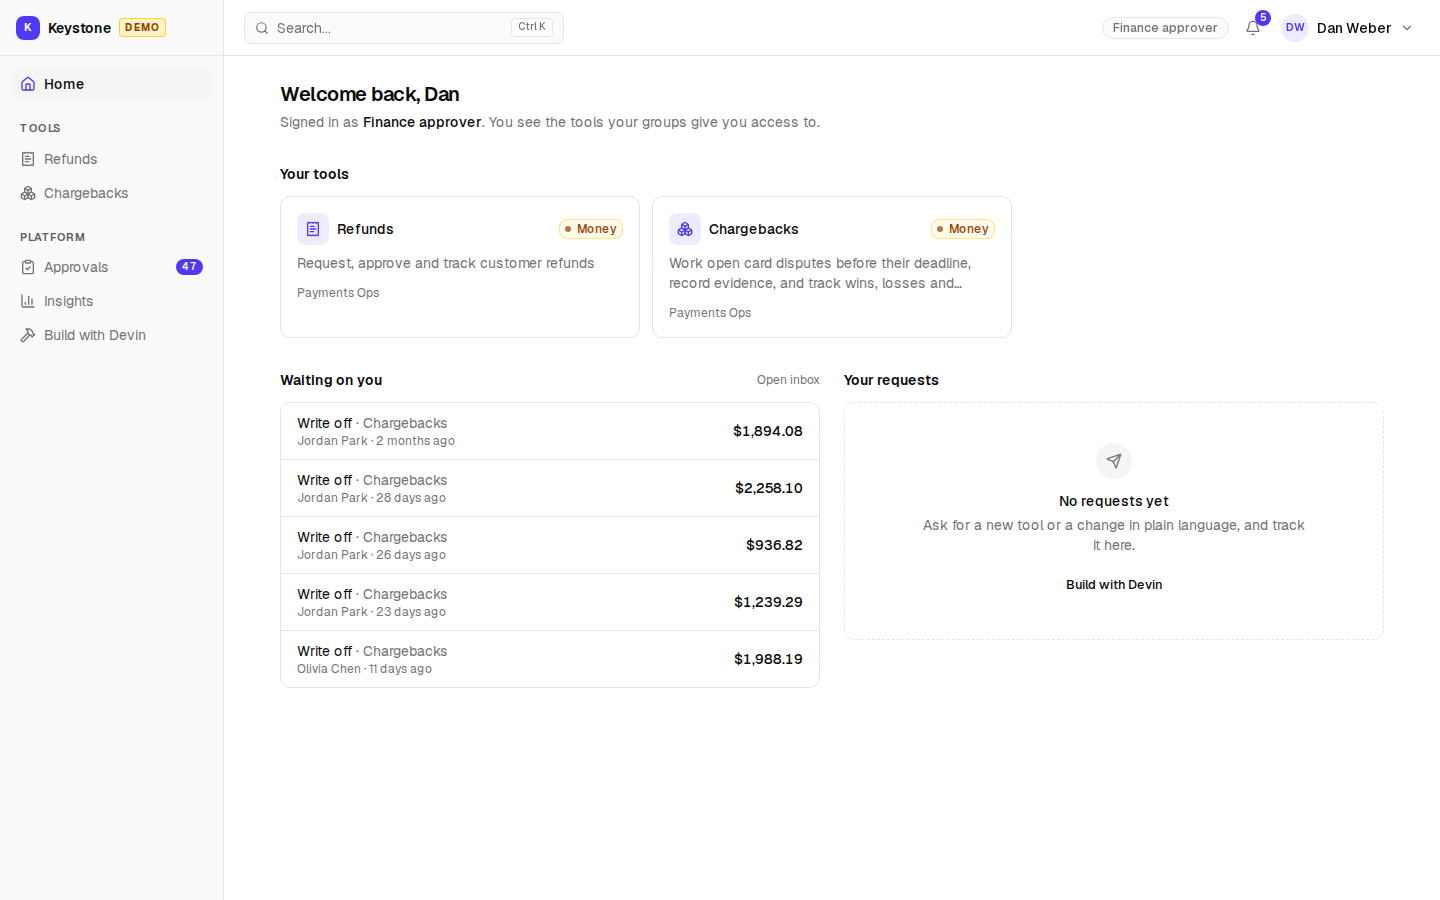 K Keystone DEMO
Search... Ctrl K
Finance approver
5
DW Dan Weber
Home
TOOLS
Refunds
Chargebacks
PLATFORM
Approvals 47
Insights
Build with Devin
Welcome back, Dan
Signed in as Finance approver. You see the tools your groups give you access to.
Your tools
Refunds Money
Request, approve and track customer refunds
Payments Ops
Chargebacks Money
Work open card disputes before their deadline,
record evidence, and track wins, losses and...
Payments Ops
Waiting on you Open inbox
Write off · Chargebacks
Jordan Park · 2 months ago
$1,894.08
Write off · Chargebacks
Jordan Park · 28 days ago
$2,258.10
Write off · Chargebacks
Jordan Park · 26 days ago
$936.82
Write off · Chargebacks
Jordan Park · 23 days ago
$1,239.29
Write off · Chargebacks
Olivia Chen · 11 days ago
$1,988.19
Your requests
No requests yet
Ask for a new tool or a change in plain language, and track
it here.
Build with Devin